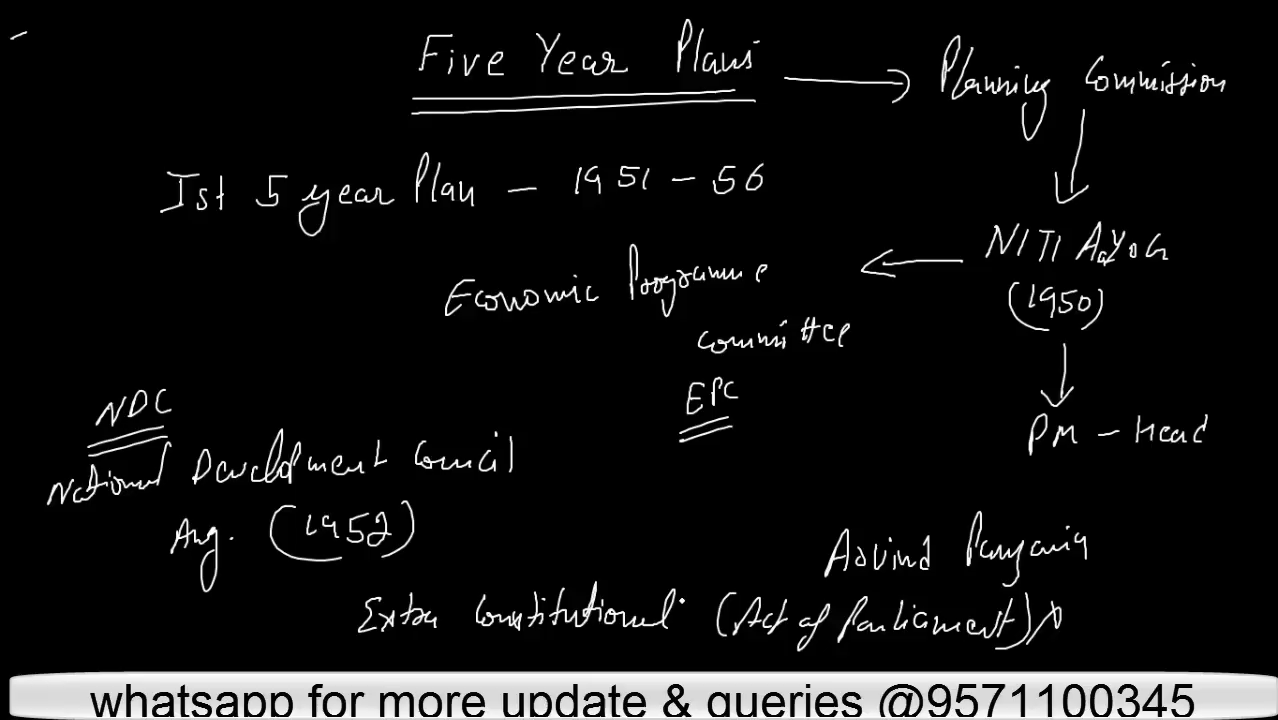 Five Year Plans → Planning Commission
Ist 5 year Plan – 1951 – 56
NITI AaYoG
(1950)
Economic Programme
Committee
EPC
PM – Head
NDC
National Development Council
Aug. (1952)
Arvind
Extra Constitutional. (Act of Parliament) x
whatsapp for more update & queries @9571100345